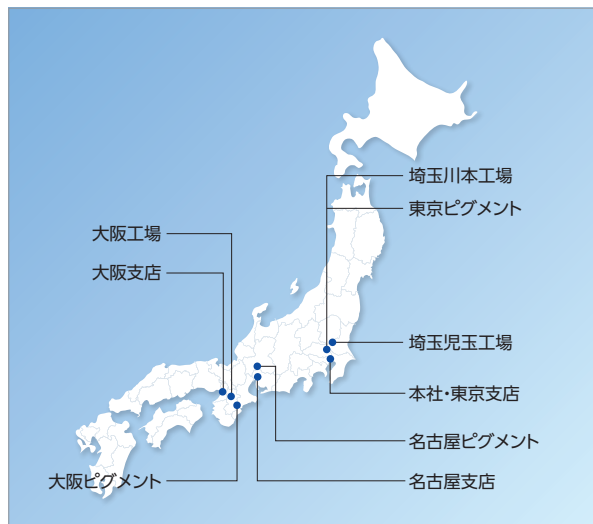 埼玉川本工場
東京ピグメント
大阪工場
大阪支店
埼玉児玉工場
本社・東京支店
名古屋ピグメント
大阪ピグメント
名古屋支店